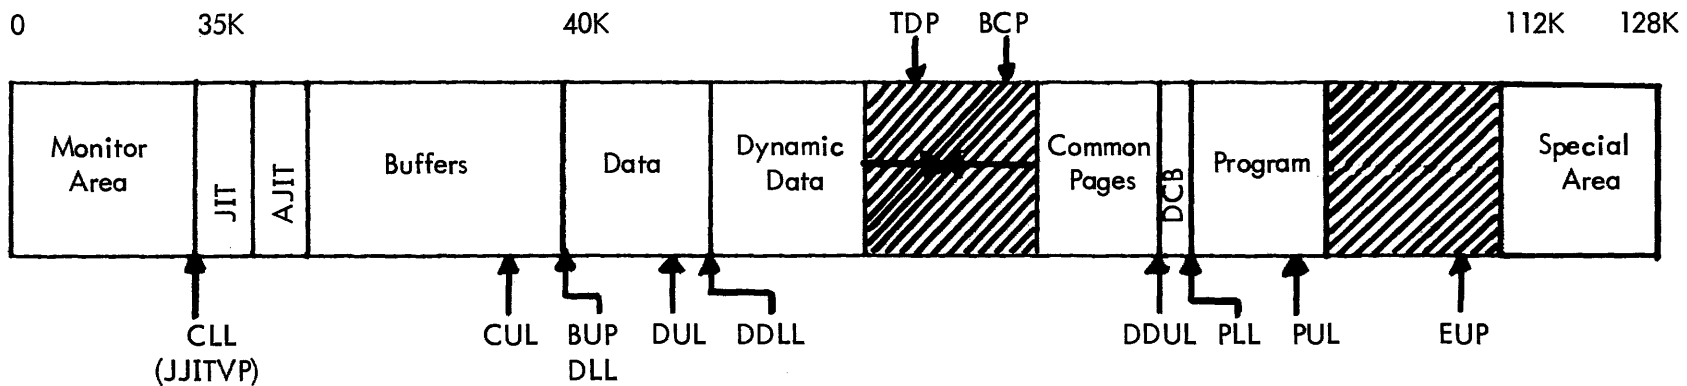 0 35K 40K TDP BCP 112K 128K
Monitor
Area
JIT
AJIT
Buffers
Data
Dynamic
Data
Common
Pages
DCB
Program
Special
Area
CLL
(JJITVP)
CUL
BUP
DLL
DUL
DDLL
DDUL
PLL
PUL
EUP